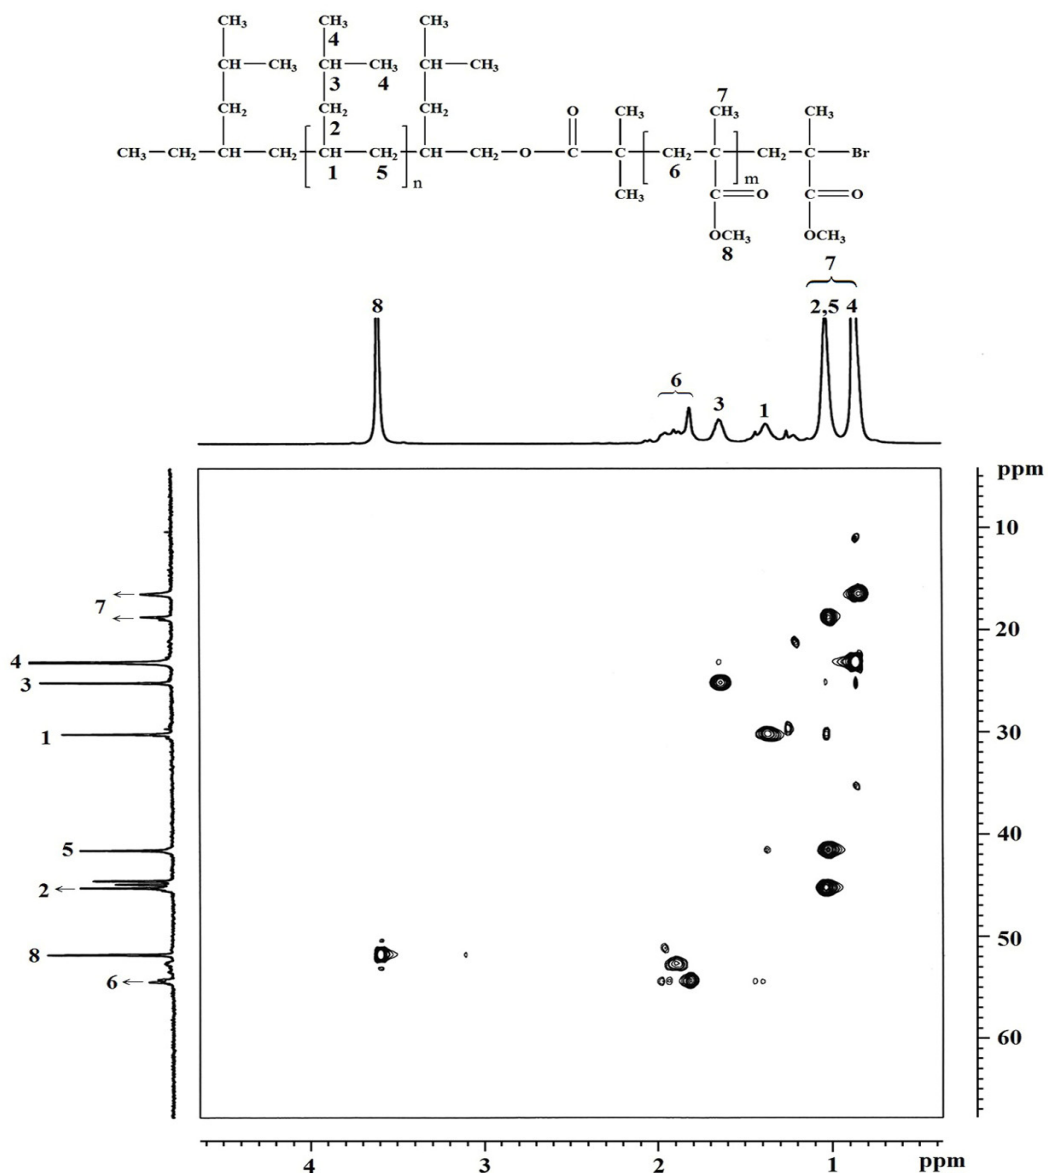 CH3 CH3 CH3
4
CH—CH3 CH—CH3 CH—CH3
3 4
CH2 CH2 CH2 O CH3 7 CH3 CH3
2
CH3—CH2—CH—CH2—CH—CH2—CH—CH2—O—C—C—CH2—C—CH2—C—Br
1 5 n 6 m
CH3 C=O C=O
OCH3 OCH3
8
7
8 2,5 4
6
3 1
ppm
10
7
20
4
3
30
1
40
5
2
50
8
6
60
4 3 2 1 ppm